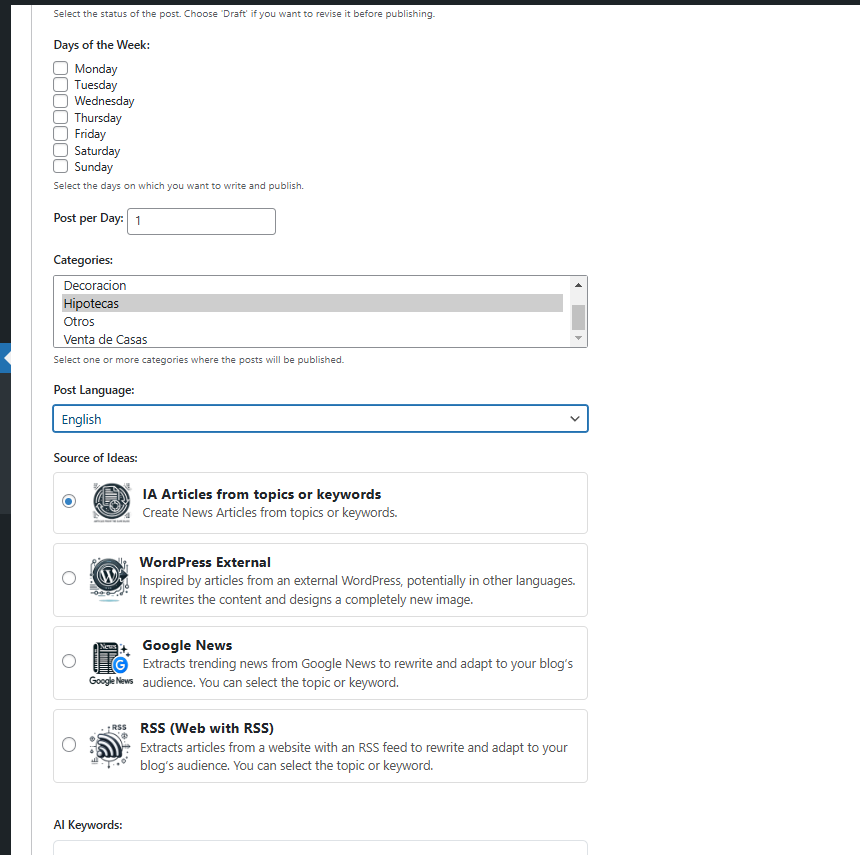 Select the status of the post. Choose 'Draft' if you want to revise it before publishing.
Days of the Week:
Monday
Tuesday
Wednesday
Thursday
Friday
Saturday
Sunday
Select the days on which you want to write and publish.
Post per Day: 1
Categories:
Decoracion
Hipotecas
Otros
Venta de Casas
Select one or more categories where the posts will be published.
Post Language:
English
Source of Ideas:
IA Articles from topics or keywords
Create News Articles from topics or keywords.
WordPress External
Inspired by articles from an external WordPress, potentially in other languages.
It rewrites the content and designs a completely new image.
News
Google News
Google News
Extracts trending news from Google News to rewrite and adapt to your blog's
audience. You can select the topic or keyword.
RSS
RSS (Web with RSS)
Extracts articles from a website with an RSS feed to rewrite and adapt to your
blog's audience. You can select the topic or keyword.
AI Keywords: